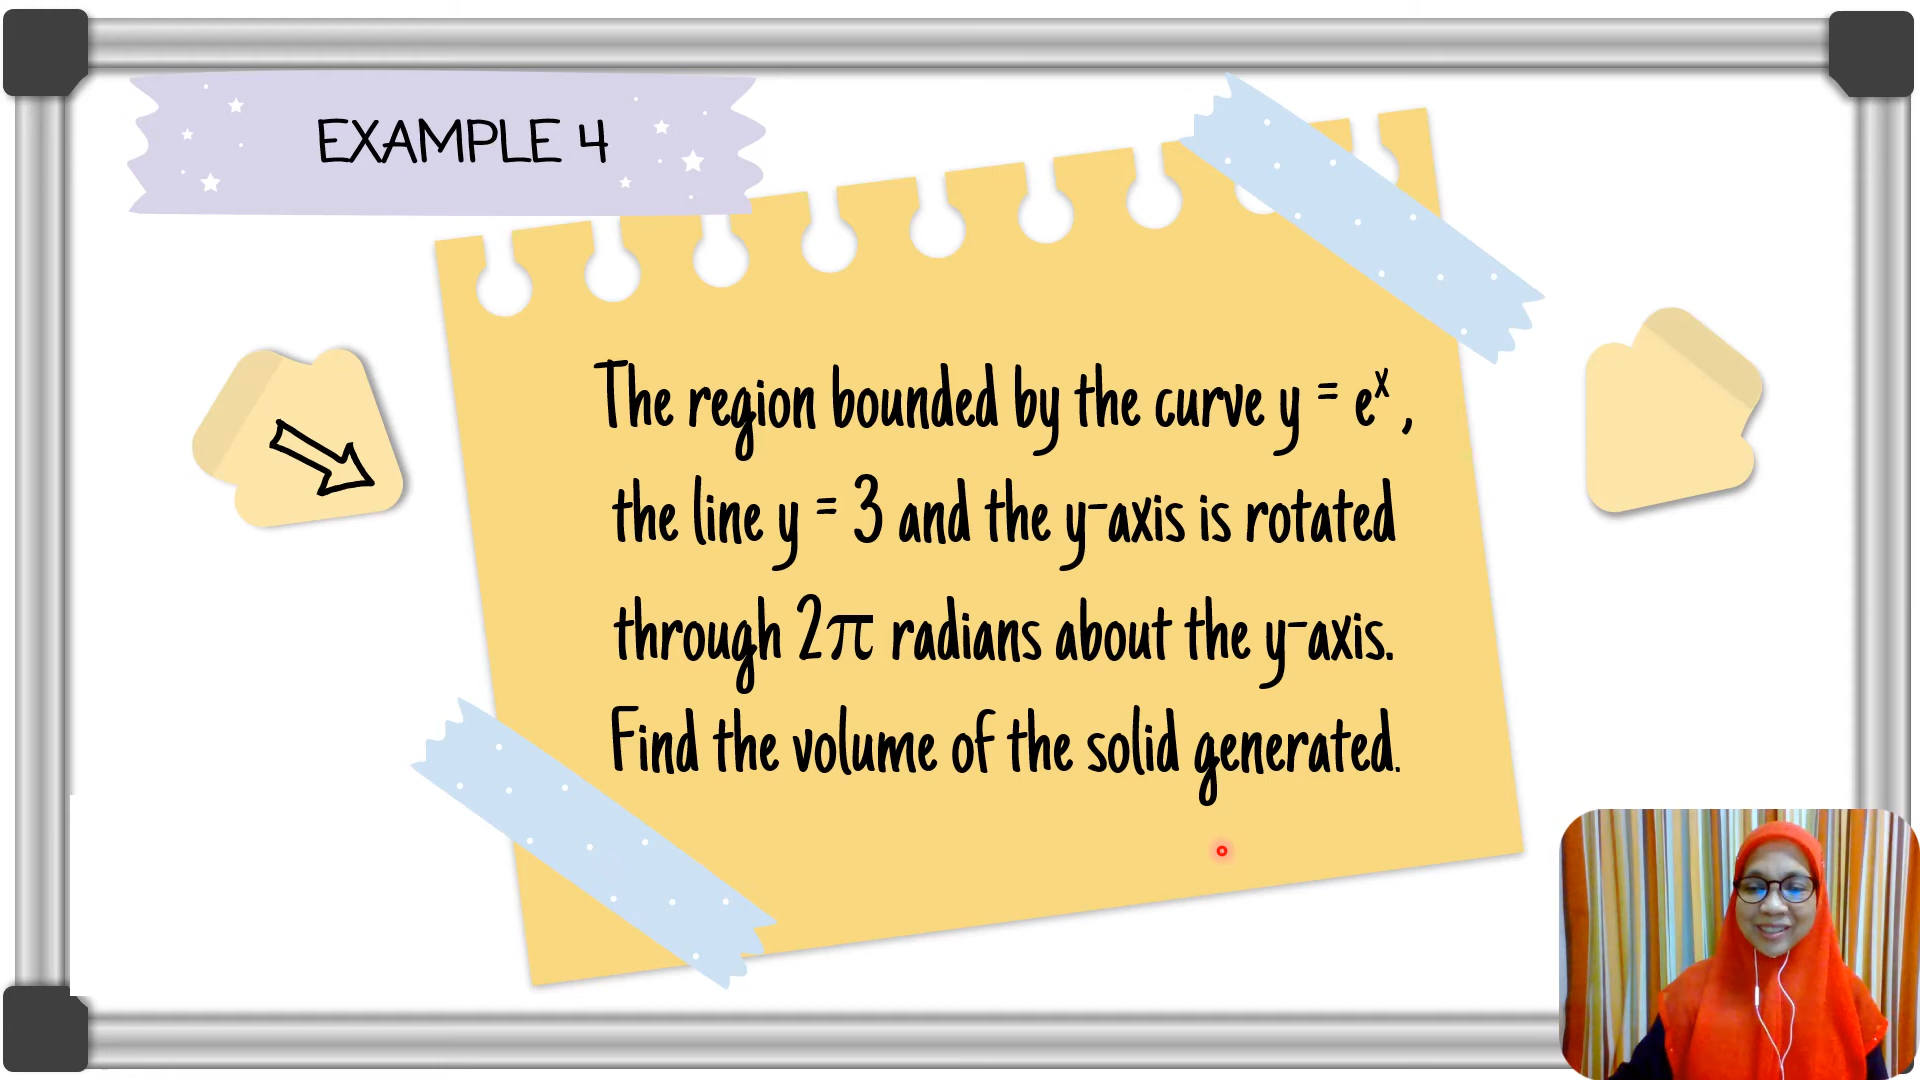 EXAMPLE 4
The region bounded by the curve y = eˣ,
the line y = 3 and the y-axis is rotated
through 2π radians about the y-axis.
Find the volume of the solid generated.